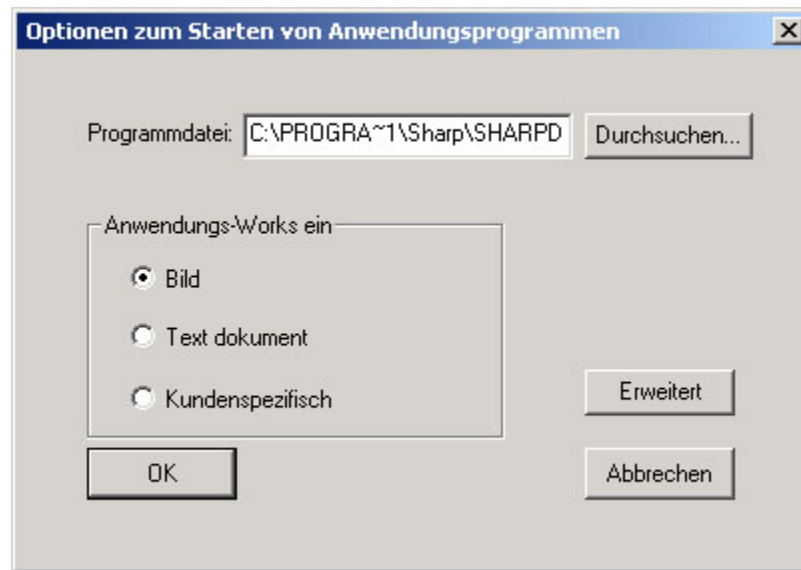 Optionen zum Starten von Anwendungsprogrammen
Programmdatei: C:\PROGRA~1\Sharp\SHARPD Durchsuchen...
Anwendungs-Works ein
Bild
Text dokument
Kundenspezifisch
Erweitert
OK Abbrechen